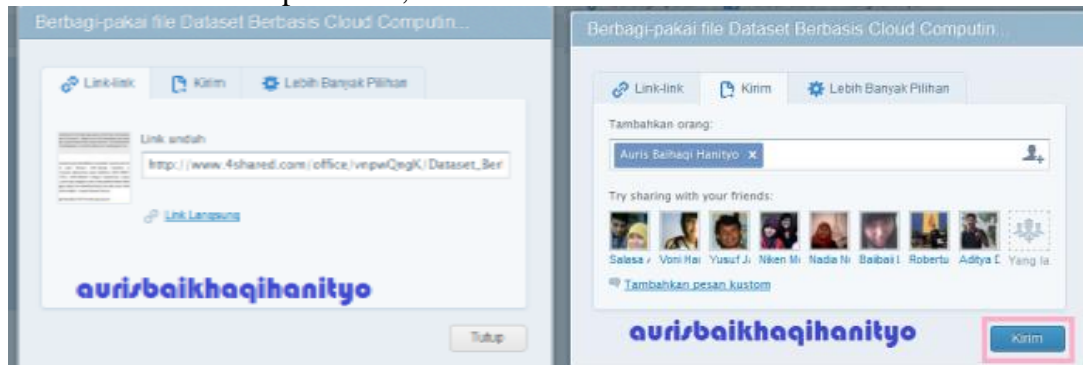 Berbagi-pakai file Dataset Berbasis Cloud Computin...
Link-link Kirim Lebih Banyak Pilihan
Link unduh
http://www.4shared.com/office/
Link Langsung
aurisbaikhaqihanityo
Tutup
Berbagi-pakai file Dataset Berbasis Cloud Computin...
Link-link Kirim Lebih Banyak Pilihan
Tambahkan orang:
Auris Baihaqi Hanityo x
Try sharing with your friends:
Salasa Voni Har Yusuf J Niken M Nadia N Baibai L Robertu Aditya D Yang la
Tambahkan pesan kustom
aurisbaikhaqihanityo
Kirim